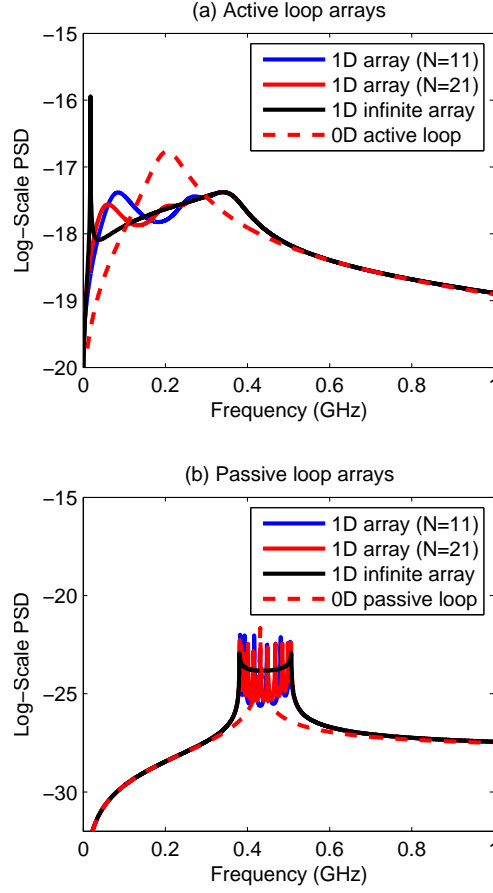 (a) Active loop arrays
−15
−16
−17
−18
−19
−20
Log−Scale PSD
1D array (N=11)
1D array (N=21)
1D infinite array
0D active loop
0
0.2
0.4
0.6
0.8
1
Frequency (GHz)
(b) Passive loop arrays
−15
−20
−25
−30
Log−Scale PSD
1D array (N=11)
1D array (N=21)
1D infinite array
0D passive loop
0
0.2
0.4
0.6
0.8
1
Frequency (GHz)